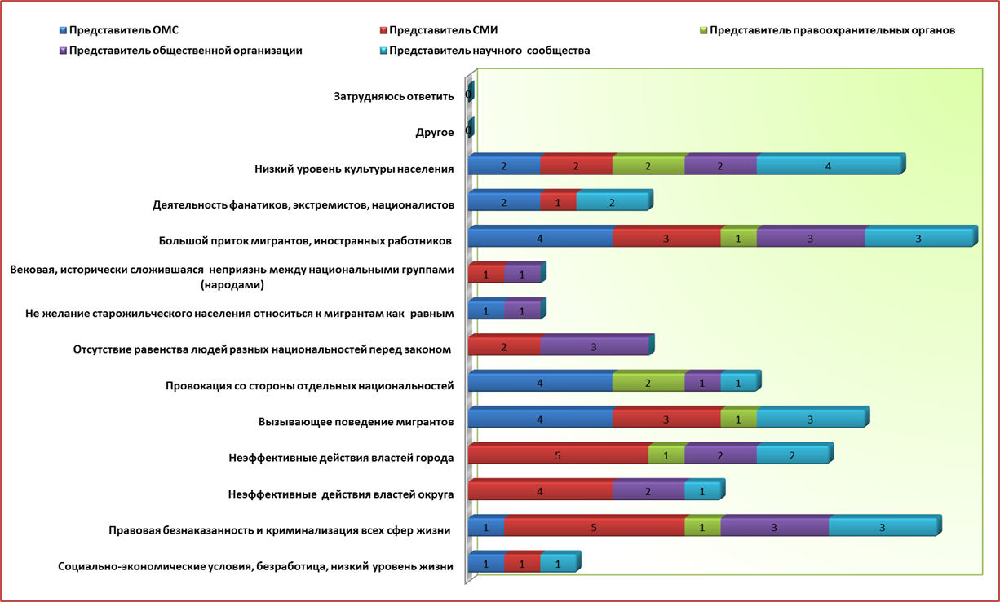 Представитель ОМС Представитель СМИ Представитель правоохранительных органов
Представитель общественной организации Представитель научного сообщества
Затрудняюсь ответить 0
Другое 0
Низкий уровень культуры населения 2 2 2 2 4
Деятельность фанатиков, экстремистов, националистов 2 1 2
Большой приток мигрантов, иностранных работников 4 3 1 3 3
Вековая, исторически сложившаяся неприязнь между национальными группами
(народами) 1 1
Не желание старожильческого населения относиться к мигрантам как равным 1 1
Отсутствие равенства людей разных национальностей перед законом 2 3
Провокация со стороны отдельных национальностей 4 2 1 1
Вызывающее поведение мигрантов 4 3 1 3
Неэффективные действия властей города 5 1 2 2
Неэффективные действия властей округа 4 2 1
Правовая безнаказанность и криминализация всех сфер жизни 1 5 1 3 3
Социально-экономические условия, безработица, низкий уровень жизни 1 1 1